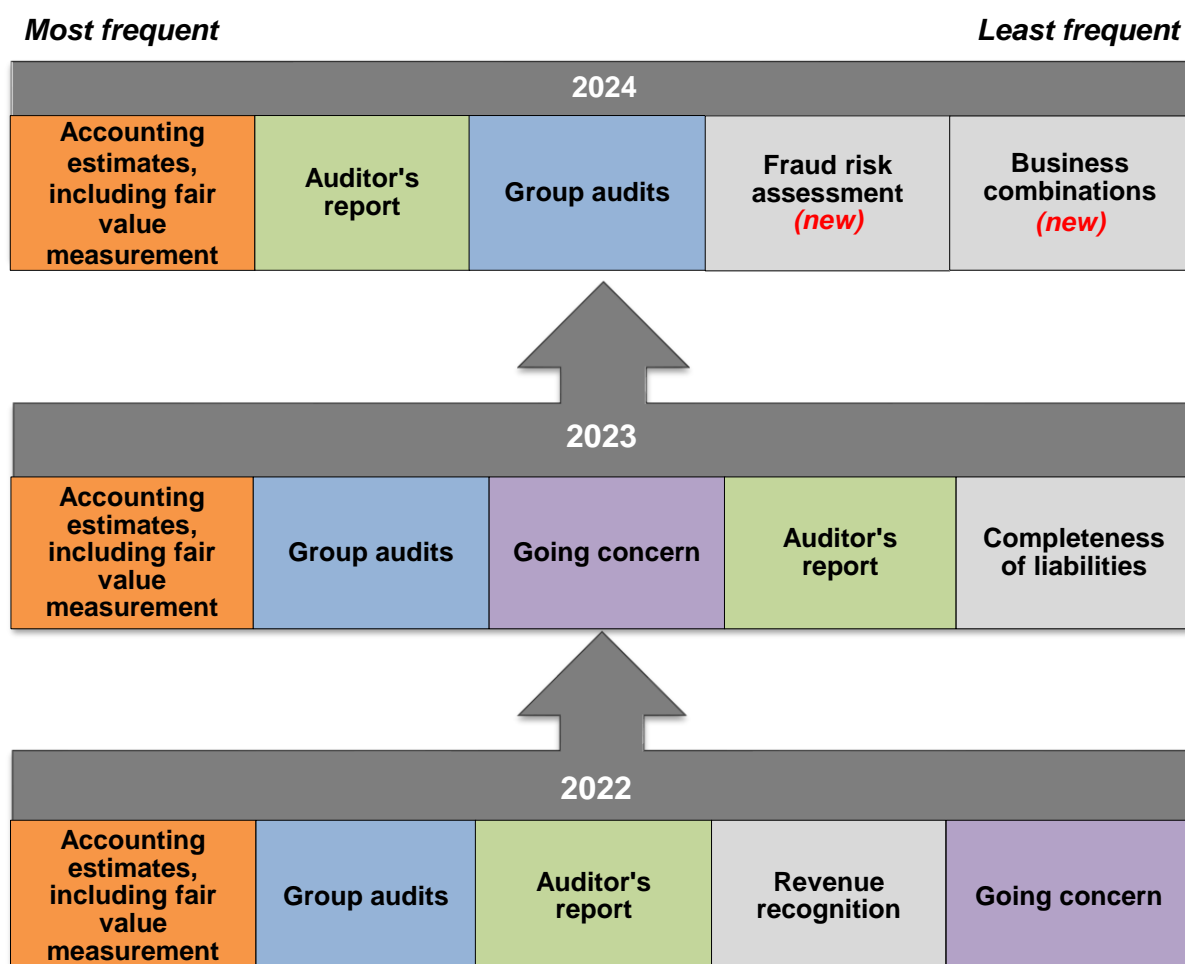 Most frequent
Least frequent
2024
Accounting
estimates,
including fair
value
measurement
Auditor's
report
Group audits
Fraud risk
assessment
(new)
Business
combinations
(new)
2023
Accounting
estimates,
including fair
value
measurement
Group audits
Going concern
Auditor's
report
Completeness
of liabilities
2022
Accounting
estimates,
including fair
value
measurement
Group audits
Auditor's
report
Revenue
recognition
Going concern